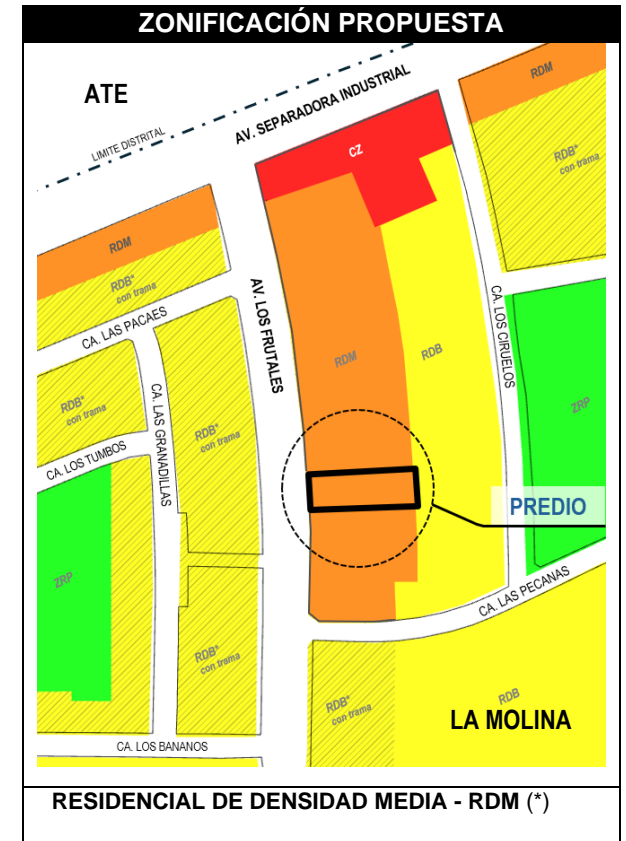 ZONIFICACIÓN PROPUESTA
ATE
LIMITE DISTRITAL
AV. SEPARADORA INDUSTRIAL
RDM
CZ
RDB*
con trama
RDM
RDB*
con trama
CA. LAS PACAES
AV. LOS FRUTALES
CA. LOS CIRUELOS
RDM
RDB
RDB*
con trama
CA. LAS GRANADILLAS
RDB*
con trama
ZRP
CA. LOS TUMBOS
PREDIO
ZRP
CA. LAS PECANAS
RDB*
con trama
RDB*
con trama
RDB
LA MOLINA
CA. LOS BANANOS
RESIDENCIAL DE DENSIDAD MEDIA - RDM (*)